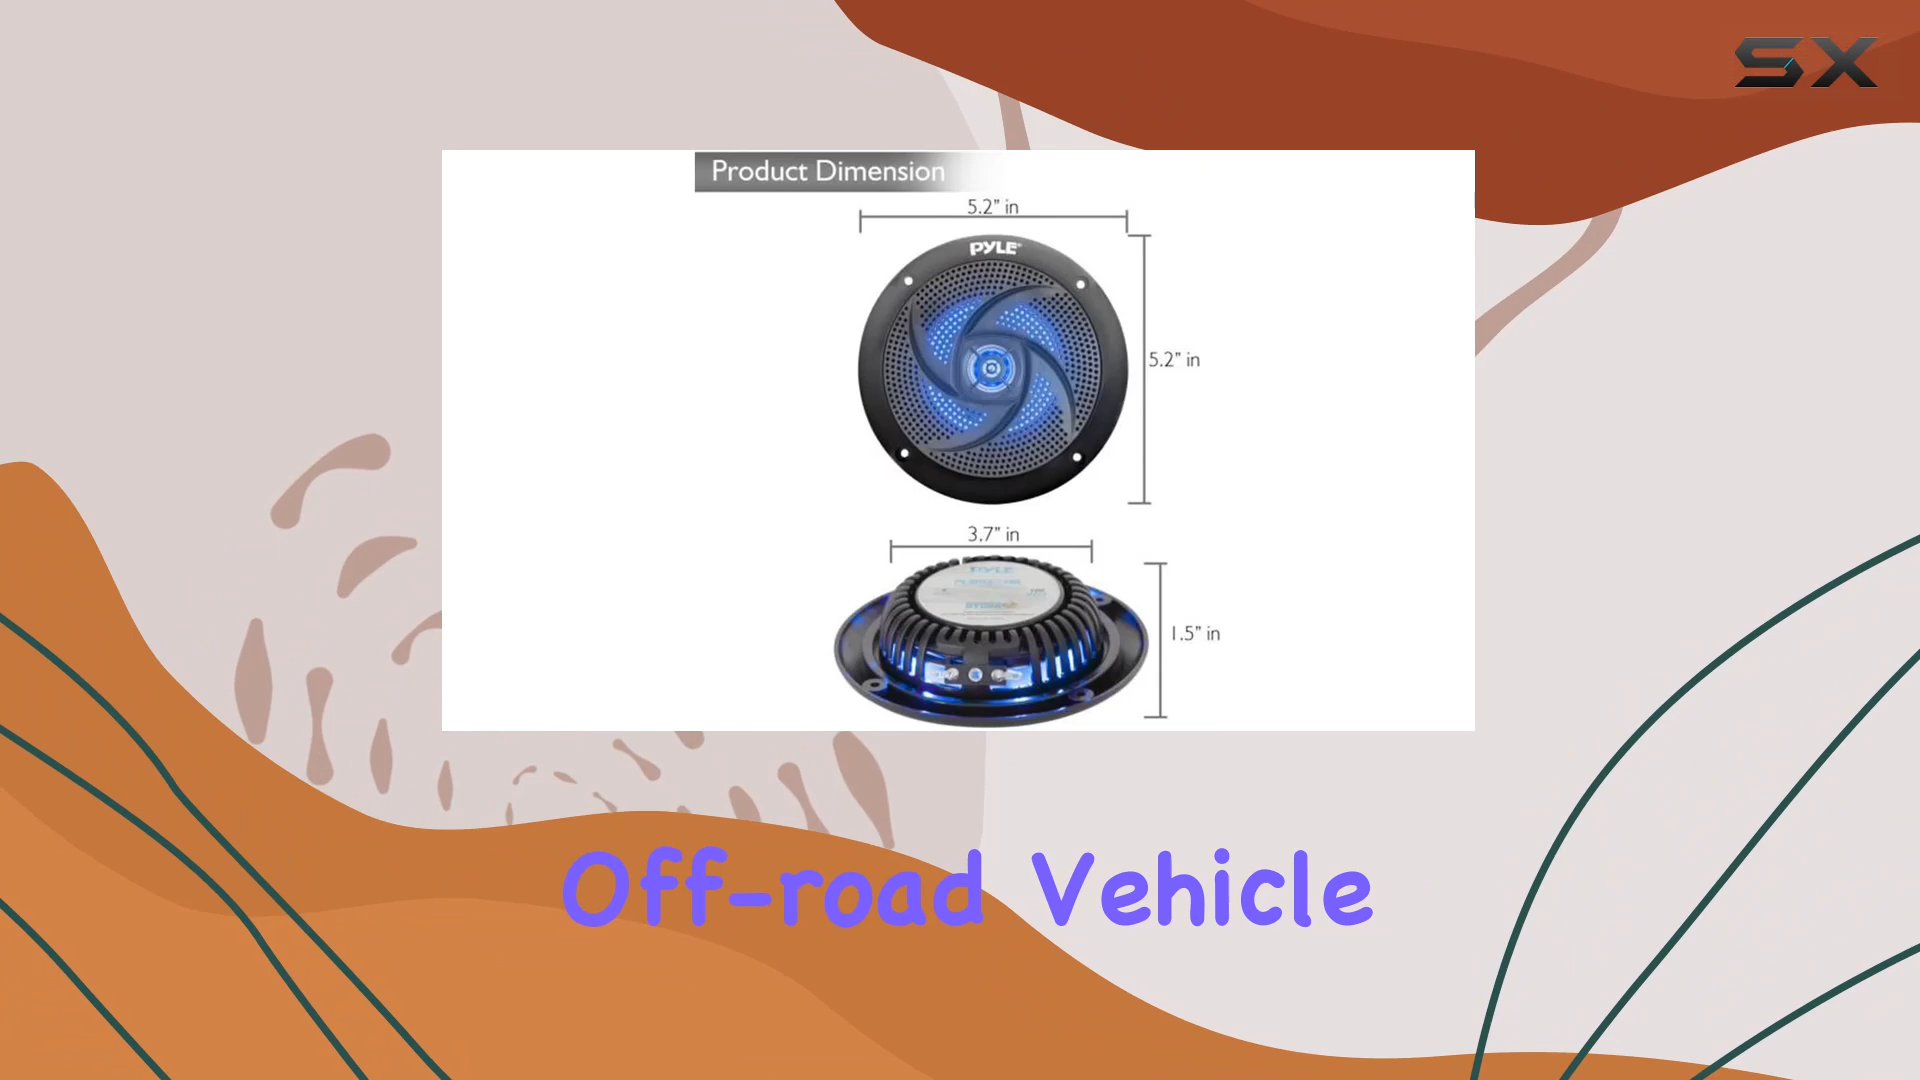 SX
Product Dimension
5.2" in
PYLE
5.2" in
3.7" in
PYLE
1.5" in
Off-road Vehicle